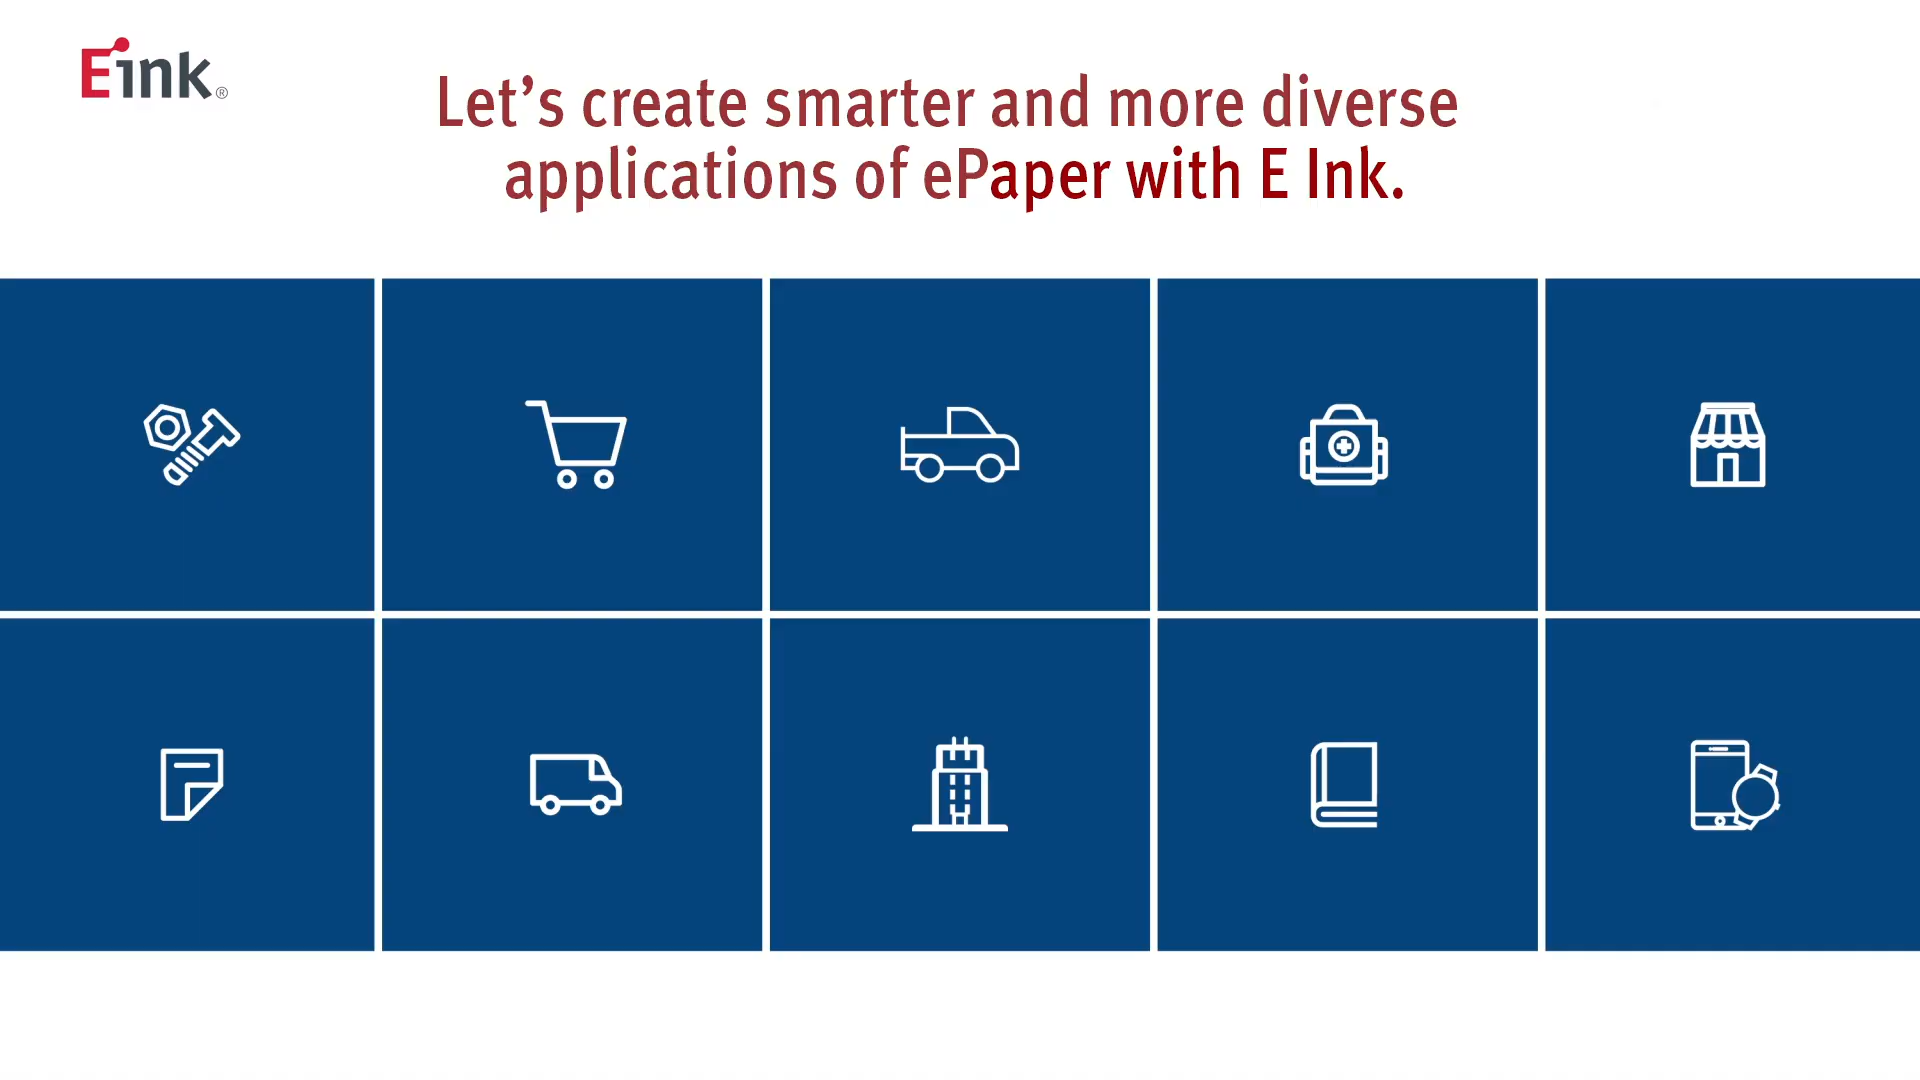 Eink®
Let’s create smarter and more diverse
applications of ePaper with E Ink.